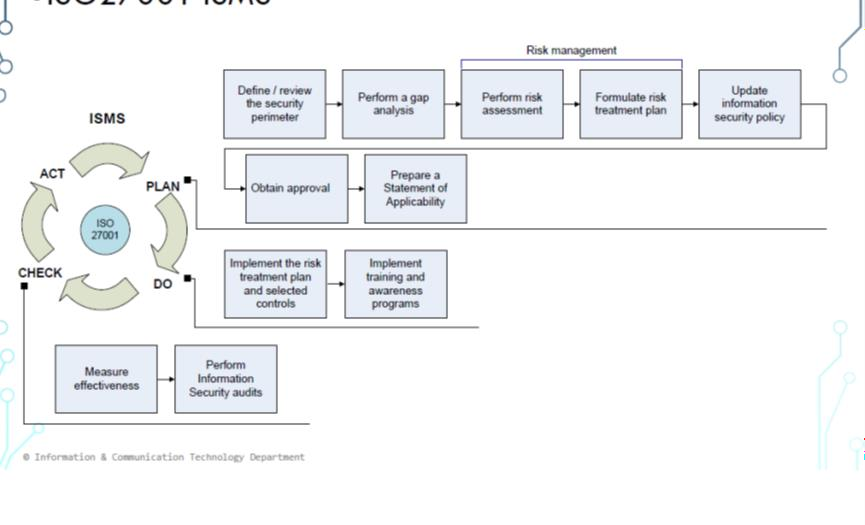 ISO27001 ISMS
Risk management
Define / review
the security
perimeter
Perform a gap
analysis
Perform risk
assessment
Formulate risk
treatment plan
Update
information
security policy
ISMS
ACT
PLAN
Obtain approval
Prepare a
Statement of
Applicability
ISO
27001
CHECK
DO
Implement the risk
treatment plan
and selected
controls
Implement
training and
awareness
programs
Measure
effectiveness
Perform
Information
Security audits
© Information & Communication Technology Department